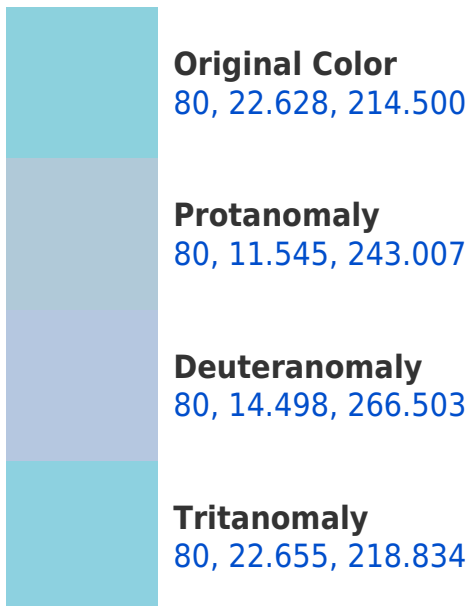 Original Color
80, 22.628, 214.500
Protanomaly
80, 11.545, 243.007
Deuteranomaly
80, 14.498, 266.503
Tritanomaly
80, 22.655, 218.834